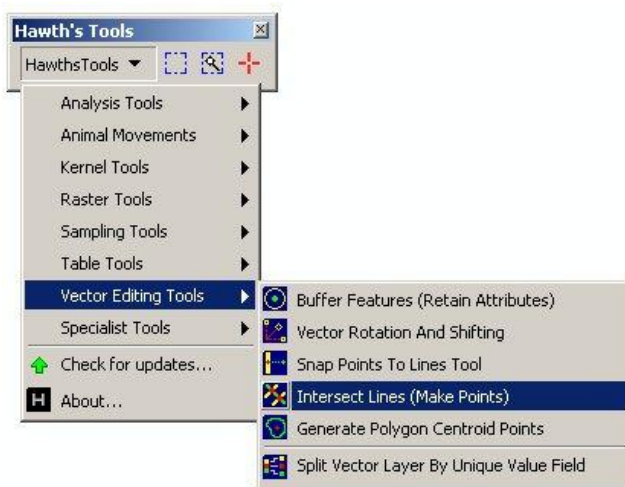 Hawth's Tools
HawthsTools
Analysis Tools
Animal Movements
Kernel Tools
Raster Tools
Sampling Tools
Table Tools
Vector Editing Tools
Specialist Tools
Check for updates...
H About...
Buffer Features (Retain Attributes)
Vector Rotation And Shifting
Snap Points To Lines Tool
Intersect Lines (Make Points)
Generate Polygon Centroid Points
Split Vector Layer By Unique Value Field